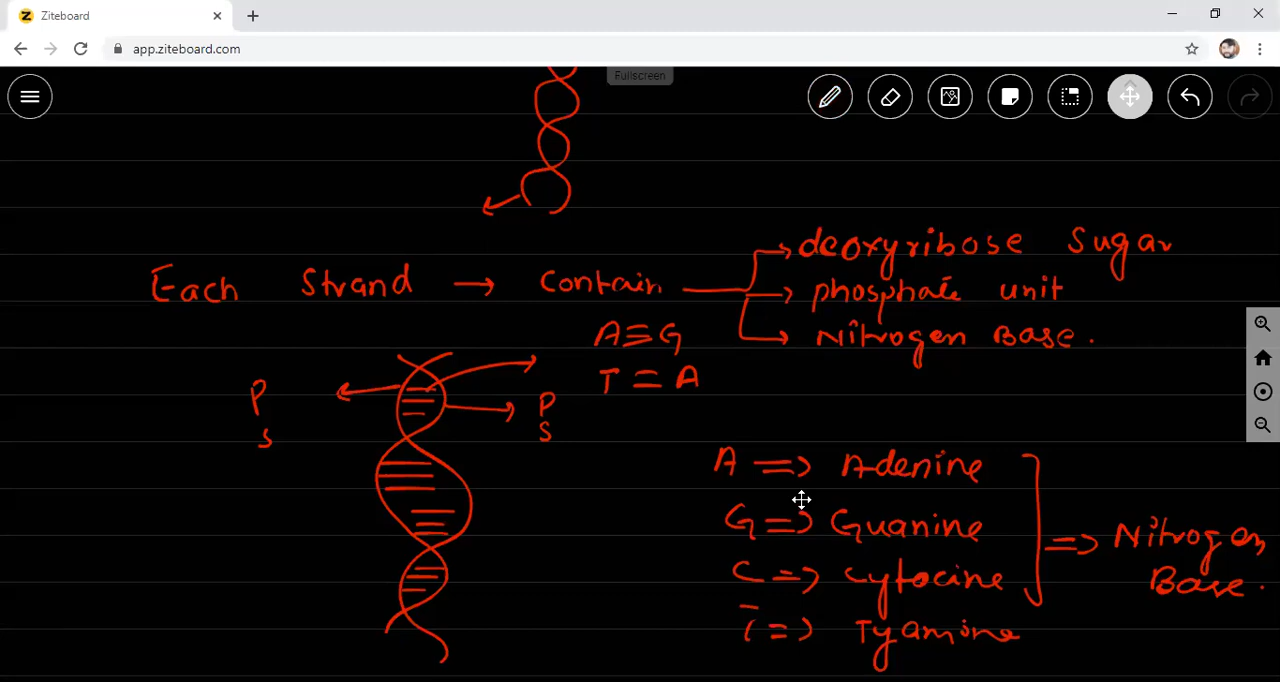 Ziteboard
app.ziteboard.com
Fullscreen
Each Strand → Contain → deoxyribose Sugar
→ phosphate unit
→ Nitrogen Base.
A≡G
T=A
P
S
P
S
A => Adenine
G => Guanine
C => Cytocine
T => Tyamine
=> Nitrogen
Base.